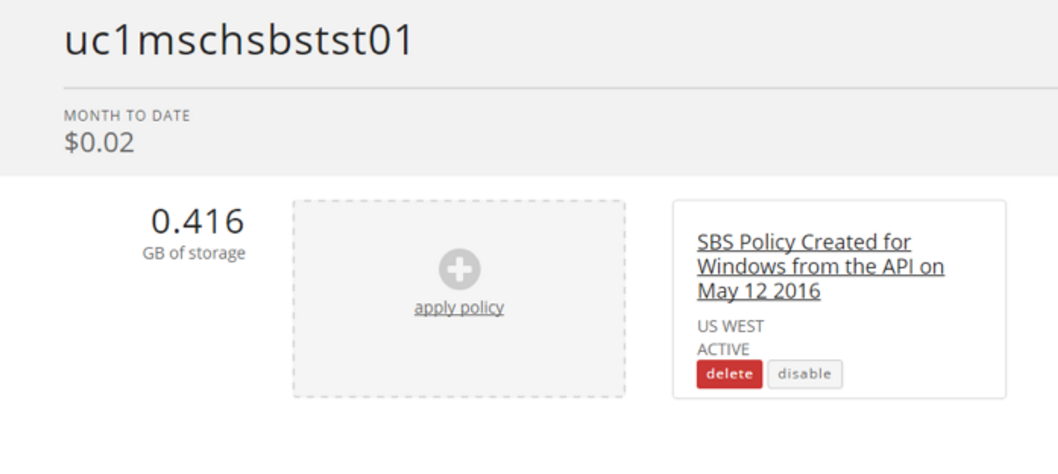 uc1mschsbstst01
MONTH TO DATE
$0.02
0.416
GB of storage
apply policy
SBS Policy Created for
Windows from the API on
May 12 2016
US WEST
ACTIVE
delete disable